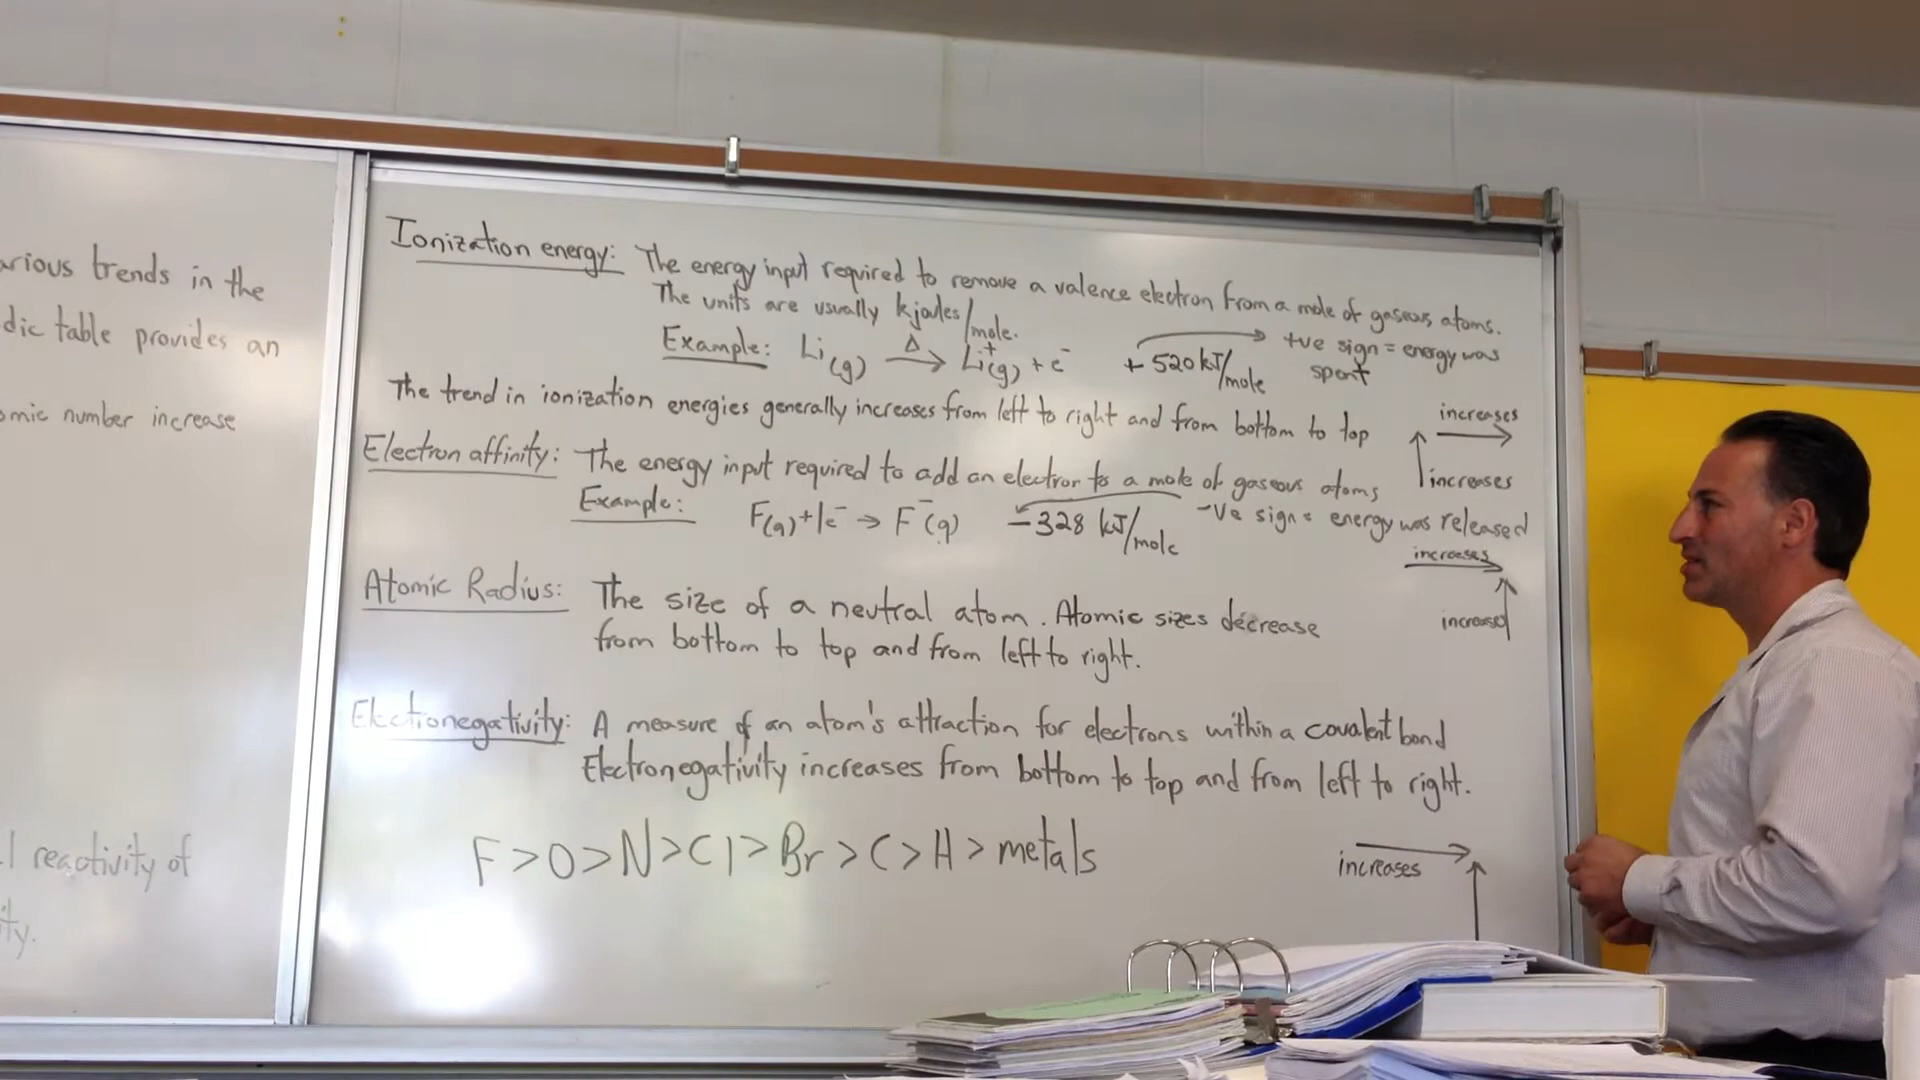 arious trends in the
dic table provides an
omic number increase
l reactivity of
ity.
Ionization energy: The energy input required to remove a valence electron from a mole of gaseous atoms.
The units are usually kjoules/mole.
Example: Li(g) Δ→ Li⁺(g) + e⁻ +520 kJ/mole → +ve sign = energy was
spent
The trend in ionization energies generally increases from left to right and from bottom to top
increases
increases
Electron affinity: The energy input required to add an electron to a mole of gaseous atoms
Example: F(g) + 1e⁻ → F⁻(g) -328 kJ/mole -ve sign = energy was released
increases
increases
Atomic Radius: The size of a neutral atom. Atomic sizes decrease
from bottom to top and from left to right.
Electronegativity: A measure of an atom's attraction for electrons within a covalent bond
Electronegativity increases from bottom to top and from left to right.
F > O > N > Cl > Br > C > H > metals
increases